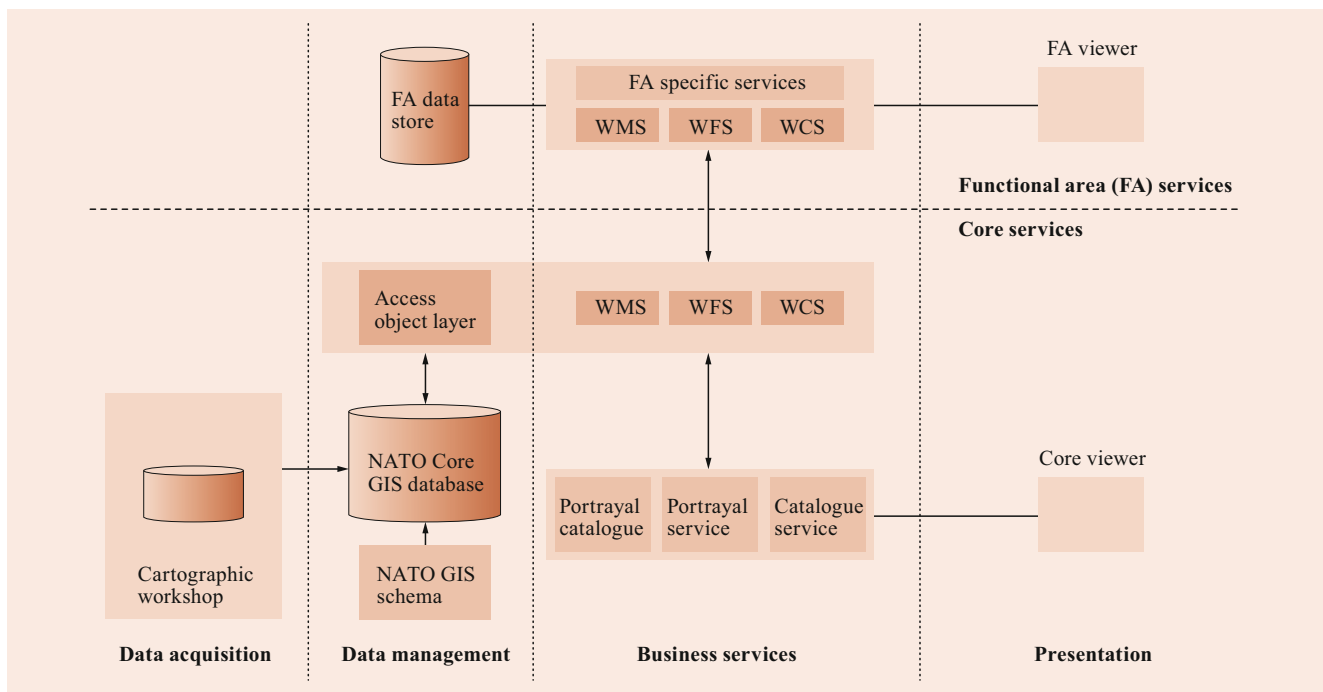 FA viewer
FA data
store
FA specific services
WMS
WFS
WCS
Functional area (FA) services
Core services
Access
object layer
WMS
WFS
WCS
NATO Core
GIS database
Core viewer
Portrayal
catalogue
Portrayal
service
Catalogue
service
Cartographic
workshop
NATO GIS
schema
Data acquisition
Data management
Business services
Presentation